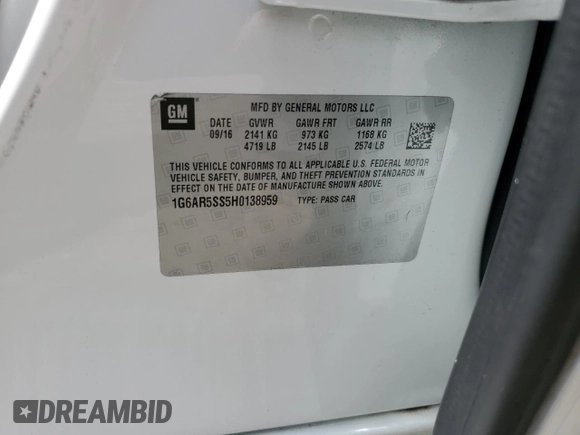 GM
MFD BY GENERAL MOTORS LLC
DATE GVWR GAWR FRT GAWR RR
09/16 2141 KG 973 KG 1168 KG
4719 LB 2145 LB 2574 LB
THIS VEHICLE CONFORMS TO ALL APPLICABLE U.S. FEDERAL MOTOR
VEHICLE SAFETY, BUMPER, AND THEFT PREVENTION STANDARDS IN
EFFECT ON THE DATE OF MANUFACTURE SHOWN ABOVE.
1G6AR5SS5H0138959 TYPE: PASS CAR
DREAMBID